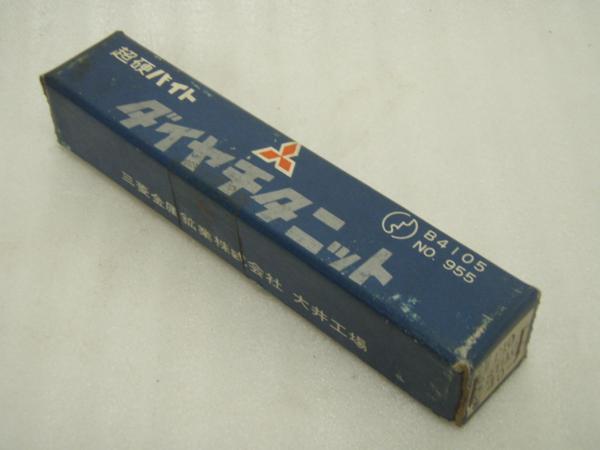 超硬バイト
ダイヤチタニット
B4105
NO. 955
三菱金属鉱業株式会社 大井工場